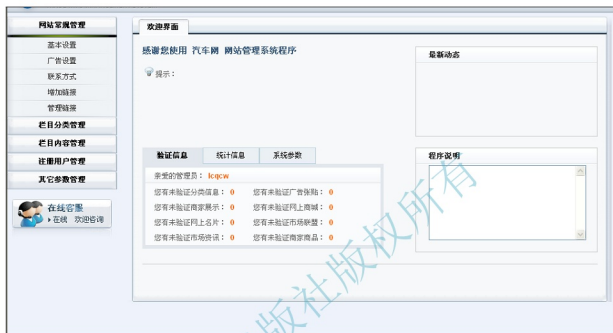 网站常规管理
基本设置
广告设置
联系方式
增加链接
管理链接
栏目分类管理
栏目内容管理
注册用户管理
其它参数管理
在线客服
在线 欢迎咨询
欢迎界面
感谢您使用 汽车网 网站管理系统程序
提示：
最新动态
验证信息 统计信息 系统参数
亲爱的管理员： lcqcw
您有未验证分类信息： 0 您有未验证广告张贴： 0
您有未验证商家展示： 0 您有未验证网上商城： 0
您有未验证网上名片： 0 您有未验证市场联盟： 0
您有未验证市场资讯： 0 您有未验证商家商品： 0
程序说明
版社版权所有